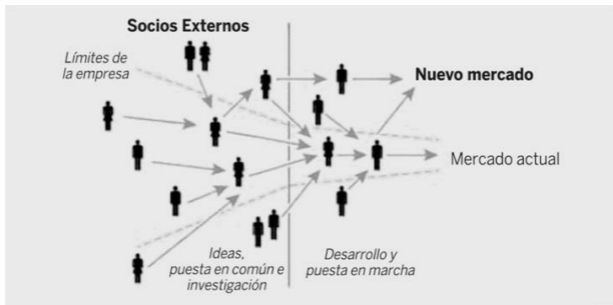 Socios Externos
Límites de
la empresa
Nuevo mercado
Mercado actual
Ideas,
puesta en común e
investigación
Desarrollo y
puesta en marcha